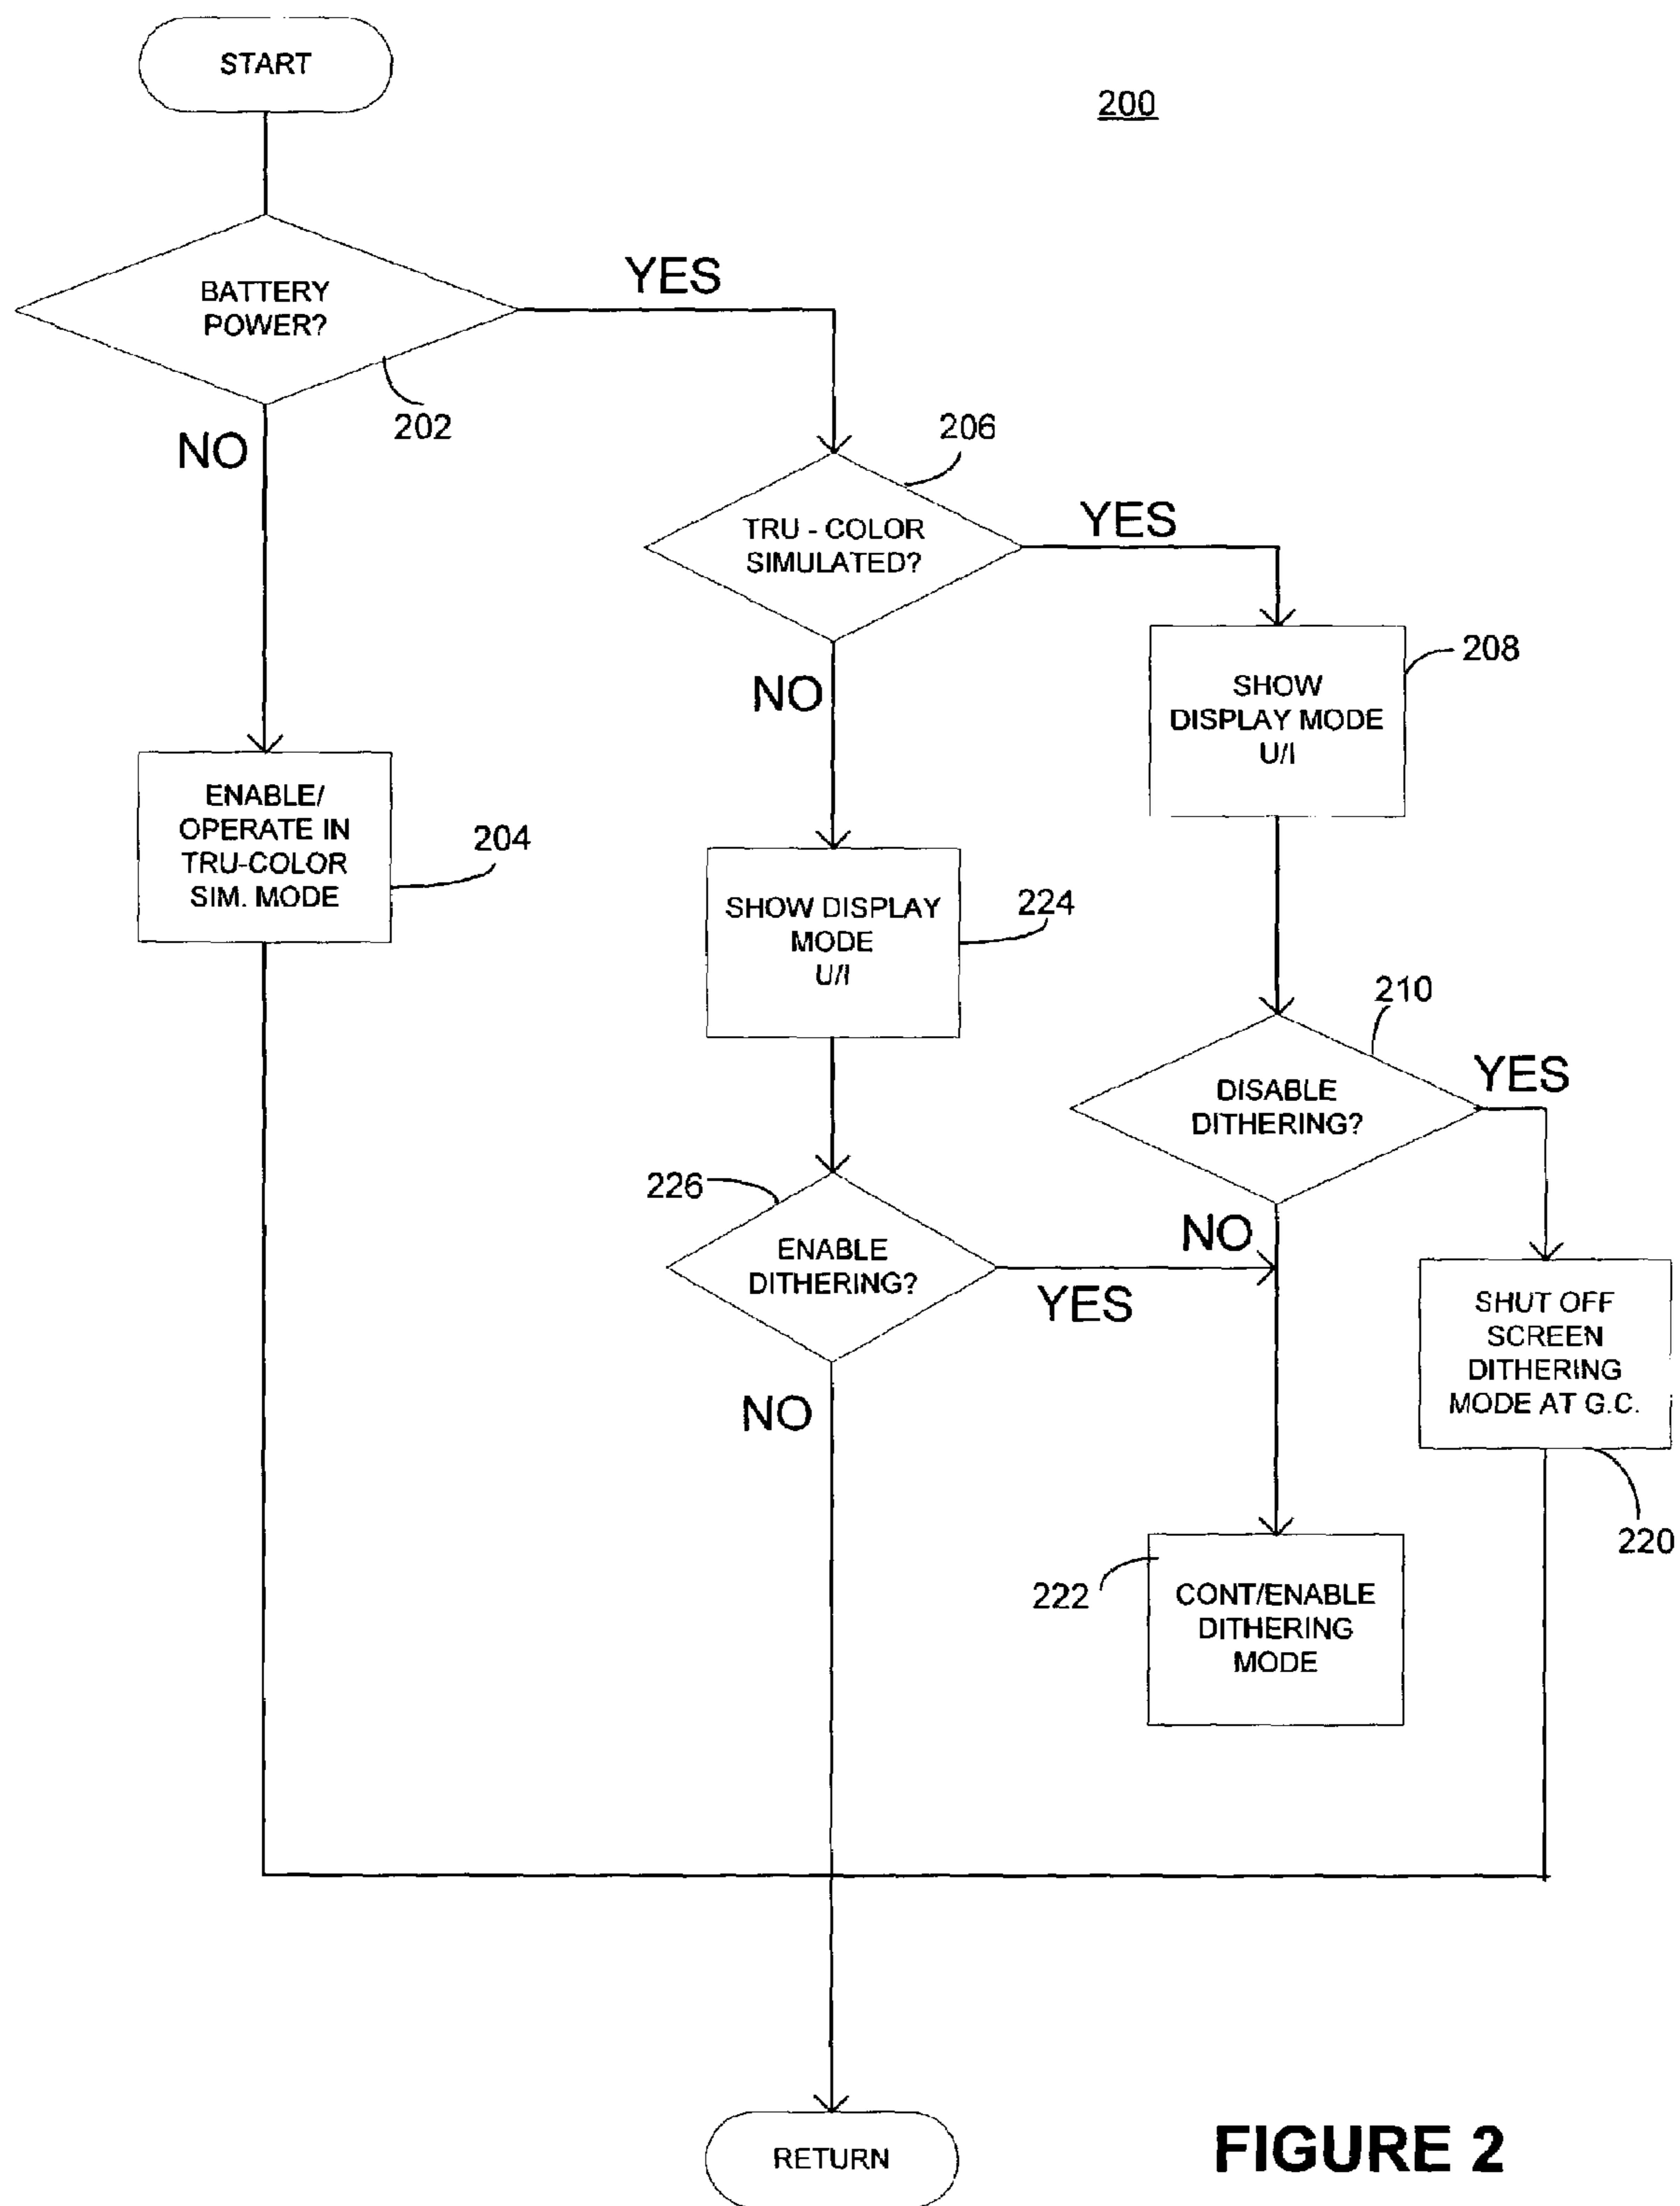 START
200
BATTERY
POWER?
YES
202
NO
206
TRU - COLOR
SIMULATED?
YES
208
SHOW
DISPLAY MODE
U/I
NO
ENABLE/
OPERATE IN
TRU-COLOR
SIM. MODE
204
SHOW DISPLAY
MODE
U/I
224
210
DISABLE
DITHERING?
YES
226
ENABLE
DITHERING?
NO
YES
SHUT OFF
SCREEN
DITHERING
MODE AT G.C.
220
NO
222
CONT/ENABLE
DITHERING
MODE
RETURN
FIGURE 2